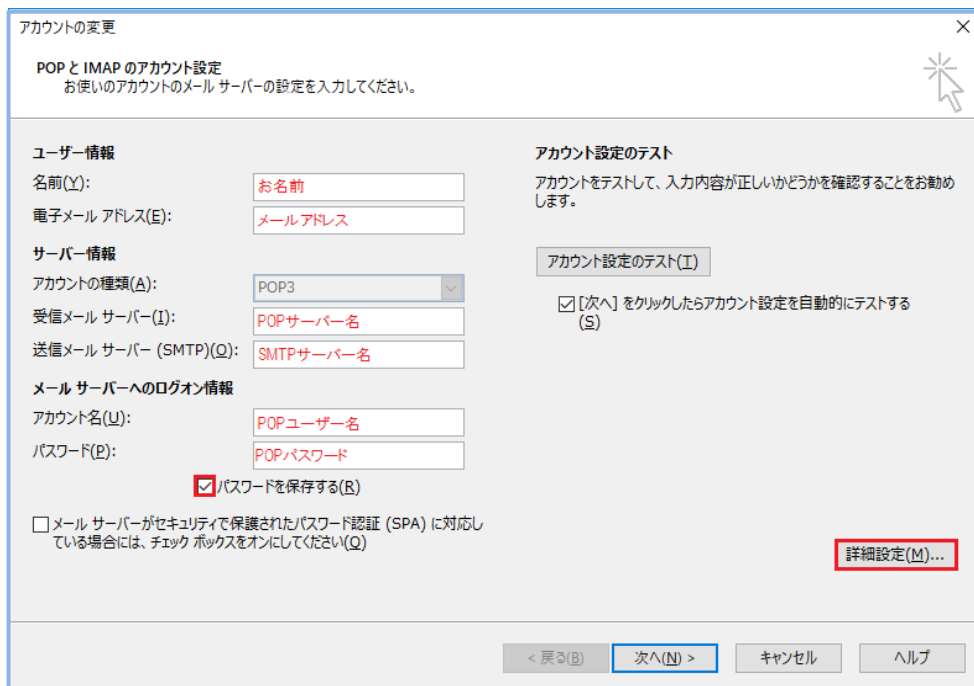 アカウントの変更
POP と IMAP のアカウント設定
お使いのアカウントのメール サーバーの設定を入力してください。
ユーザー情報
名前(Y):
お名前
電子メール アドレス(E):
メールアドレス
サーバー情報
アカウントの種類(A):
POP3
受信メール サーバー(I):
POPサーバー名
送信メール サーバー (SMTP)(O):
SMTPサーバー名
メール サーバーへのログオン情報
アカウント名(U):
POPユーザー名
パスワード(P):
POPパスワード
パスワードを保存する(R)
メール サーバーがセキュリティで保護されたパスワード認証 (SPA) に対応し
ている場合には、チェック ボックスをオンにしてください(Q)
アカウント設定のテスト
アカウントをテストして、入力内容が正しいかどうかを確認することをお勧め
します。
アカウント設定のテスト(T)
[次へ] をクリックしたらアカウント設定を自動的にテストする
(S)
詳細設定(M)...
< 戻る(B)
次へ(N) >
キャンセル
ヘルプ